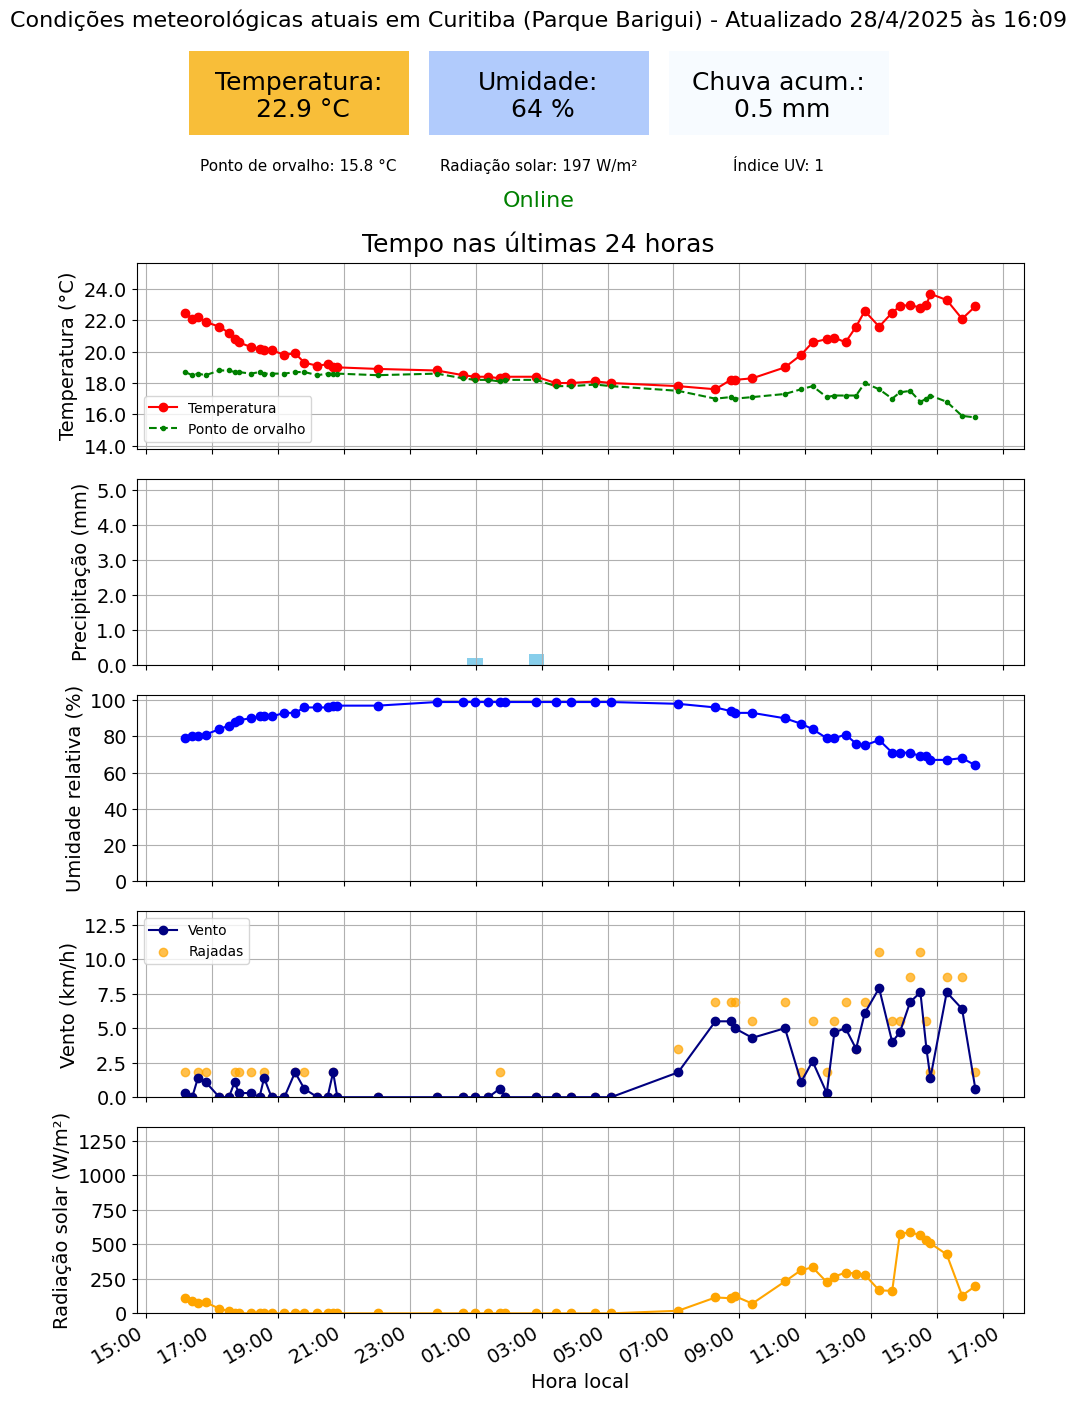 Condições meteorológicas atuais em Curitiba (Parque Barigui) - Atualizado 28/4/2025 às 16:09
Temperatura:
22.9 °C
Umidade:
64 %
Chuva acum.:
0.5 mm
Ponto de orvalho: 15.8 °C
Radiação solar: 197 W/m²
Índice UV: 1
Online
Tempo nas últimas 24 horas
Temperatura (°C)
24.0
22.0
20.0
18.0
16.0
14.0
Temperatura
Ponto de orvalho
Precipitação (mm)
5.0
4.0
3.0
2.0
1.0
0.0
Umidade relativa (%)
100
80
60
40
20
0
Vento (km/h)
12.5
10.0
7.5
5.0
2.5
0.0
Vento
Rajadas
Radiação solar (W/m²)
1250
1000
750
500
250
0
15:00
17:00
19:00
21:00
23:00
01:00
03:00
05:00
07:00
09:00
11:00
13:00
15:00
17:00
Hora local